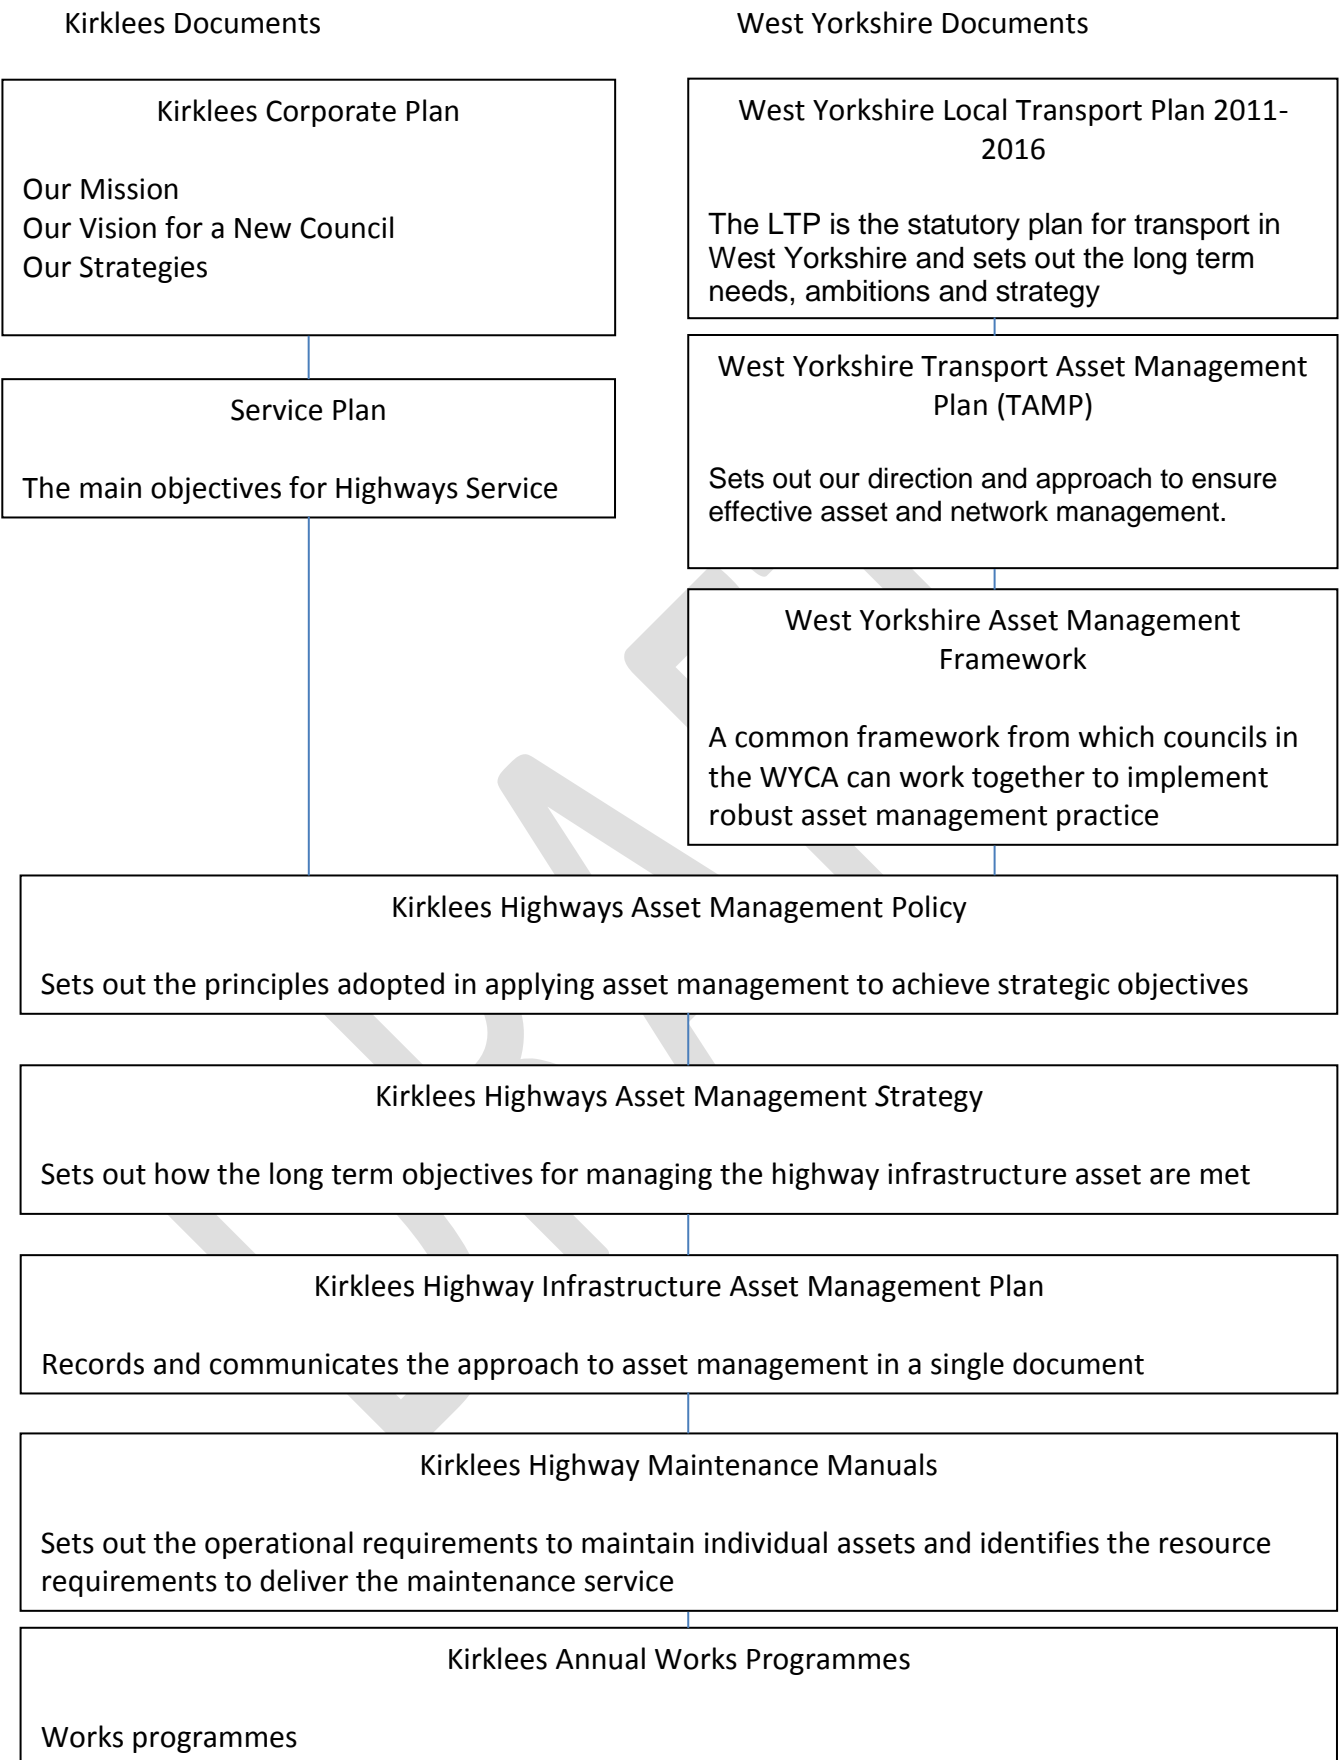 Kirklees Documents
West Yorkshire Documents
Kirklees Corporate Plan
Our Mission
Our Vision for a New Council
Our Strategies
Service Plan
The main objectives for Highways Service
West Yorkshire Local Transport Plan 2011-
2016
The LTP is the statutory plan for transport in
West Yorkshire and sets out the long term
needs, ambitions and strategy
West Yorkshire Transport Asset Management
Plan (TAMP)
Sets out our direction and approach to ensure
effective asset and network management.
West Yorkshire Asset Management
Framework
A common framework from which councils in
the WYCA can work together to implement
robust asset management practice
Kirklees Highways Asset Management Policy
Sets out the principles adopted in applying asset management to achieve strategic objectives
Kirklees Highways Asset Management Strategy
Sets out how the long term objectives for managing the highway infrastructure asset are met
Kirklees Highway Infrastructure Asset Management Plan
Records and communicates the approach to asset management in a single document
Kirklees Highway Maintenance Manuals
Sets out the operational requirements to maintain individual assets and identifies the resource
requirements to deliver the maintenance service
Kirklees Annual Works Programmes
Works programmes
DRAFT